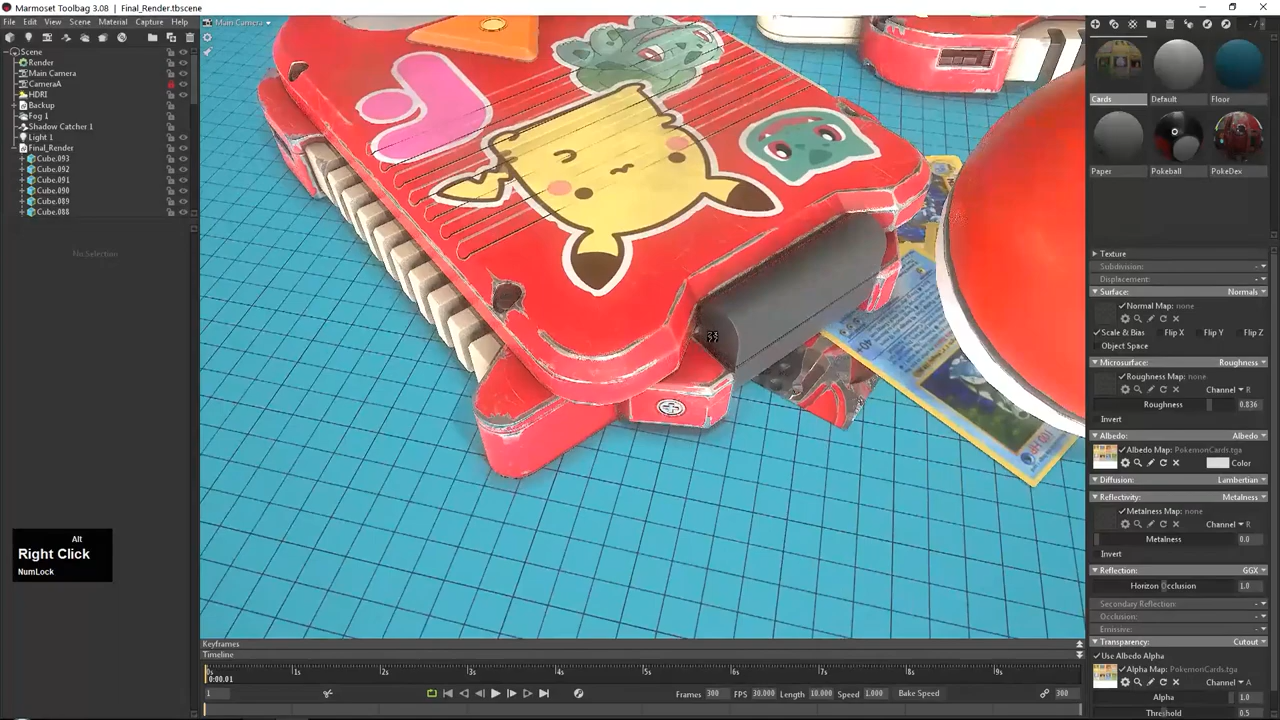 Marmoset Toolbag 3.08 | Final_Render.tbscene
File Edit View Scene Material Capture Help
Main Camera
Scene
Render
Main Camera
CameraA
HDRI
Backup
Fog 1
Shadow Catcher 1
Light 1
Final_Render
Cube.093
Cube.092
Cube.091
Cube.090
Cube.089
Cube.088
No Selection
Alt
Right Click
NumLock
Cards Default Floor
Paper Pokeball PokeDex
Texture
Subdivision:
Displacement:
Surface: Normals
Normal Map: none
Scale & Bias Flip X Flip Y Flip Z
Object Space
Microsurface: Roughness
Roughness Map: none
Channel R
Roughness 0.836
Invert
Albedo: Albedo
Albedo Map: PokemonCards.tga
Color
Diffusion: Lambertian
Reflectivity: Metalness
Metalness Map: none
Channel R
Metalness 0.0
Invert
Reflection: GGX
Horizon Occlusion 1.0
Secondary Reflection:
Occlusion:
Emissive:
Transparency: Cutout
Use Albedo Alpha
Alpha Map: PokemonCards.tga
Channel A
Alpha 1.0
Threshold 0.5
Keyframes
Timeline
0s 1s 2s 3s 4s 5s 6s 7s 8s 9s
0:00.01
1 Frames 300 FPS 30.000 Length 10.000 Speed 1.000 Bake Speed 300